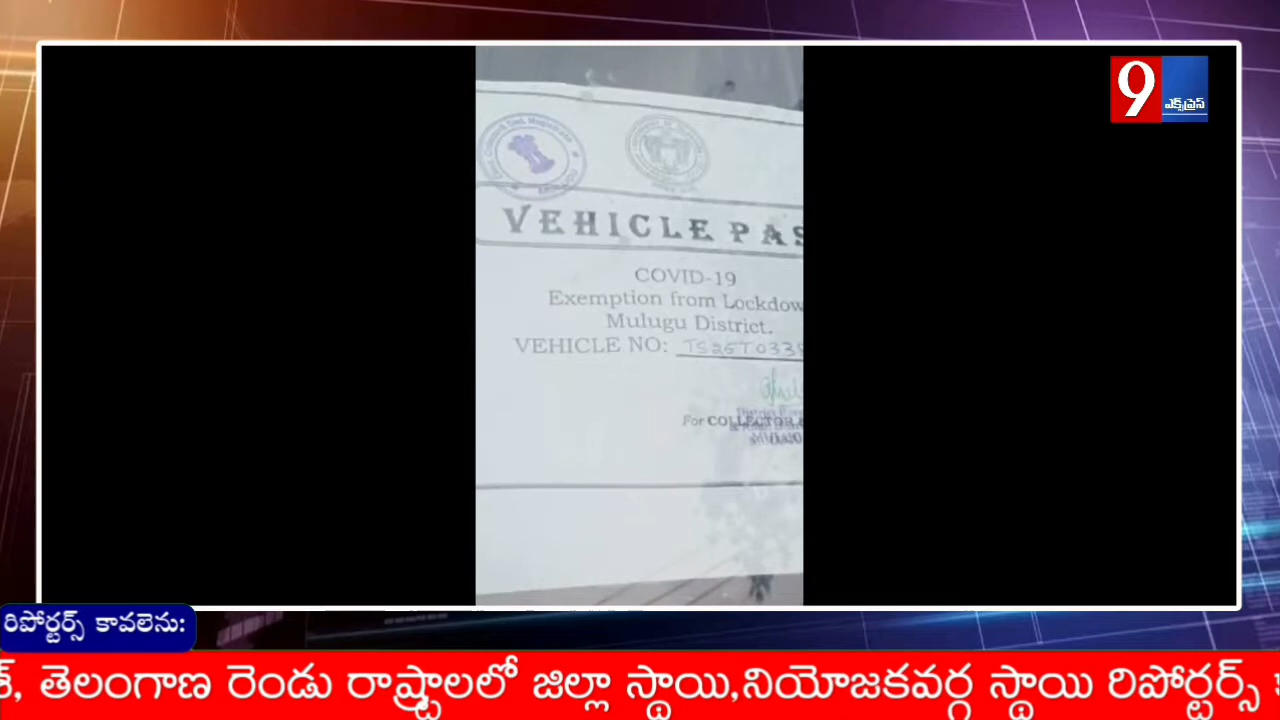 9
ఎక్స్‌ప్రెస్
VEHICLE PAS
COVID-19
Exemption from Lockdow
Mulugu District.
VEHICLE NO: TS25T0339
For COLLECTOR
రిపోర్టర్స్ కావలెను:
తెలంగాణ రెండు రాష్ట్రాలలో జిల్లా స్థాయి,నియోజకవర్గ స్థాయి రిపోర్టర్స్